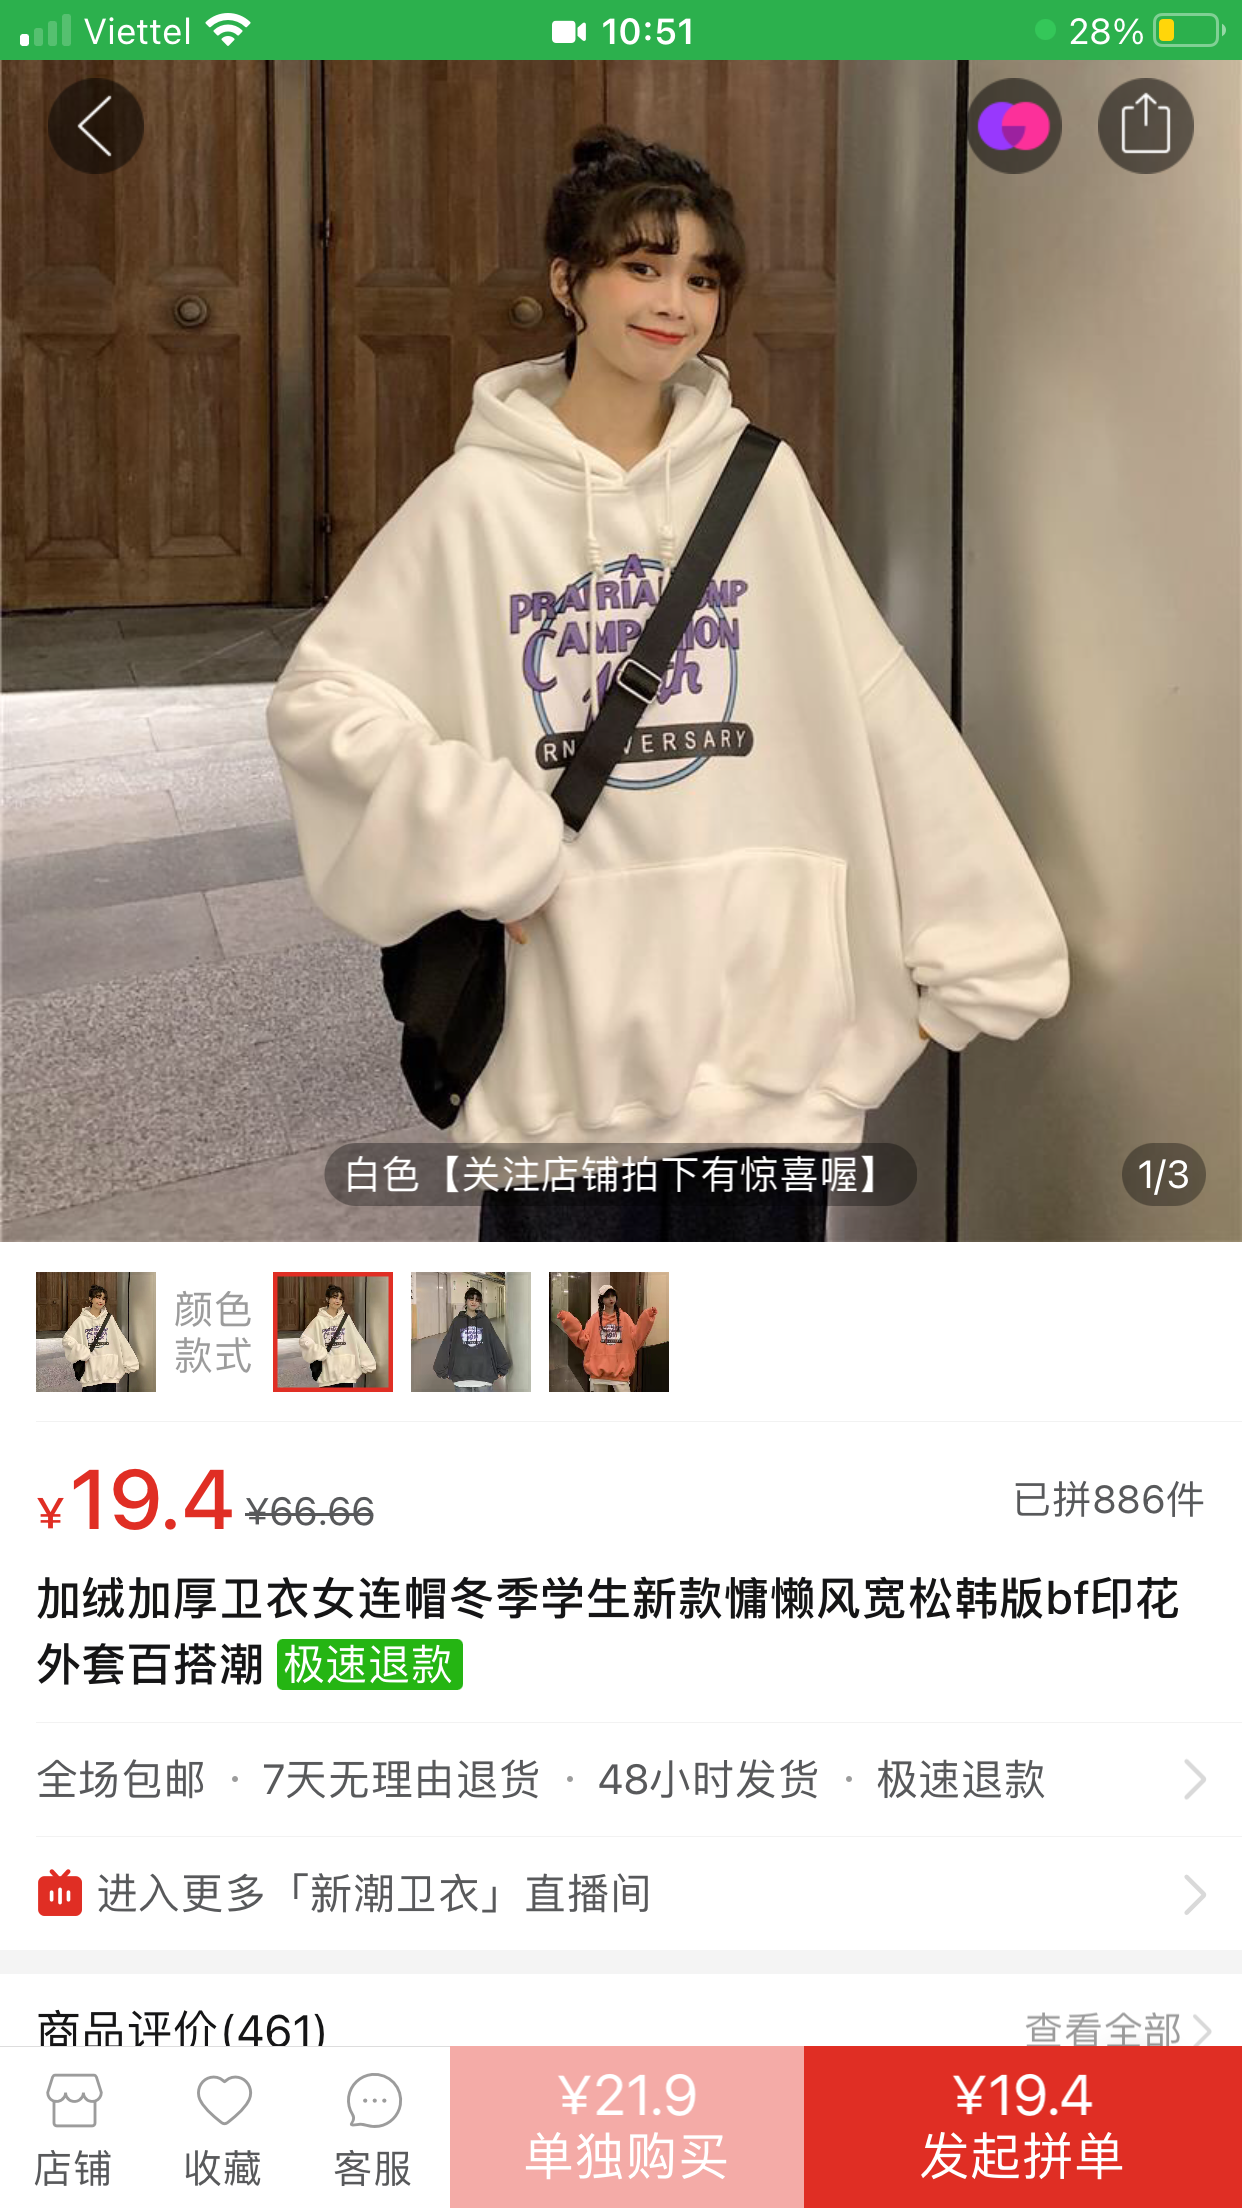 Viettel 10:51 28%
A
PRAIRIA MP
CAMPA ION
th
RN VERSARY
白色【关注店铺拍下有惊喜喔】
1/3
颜色
款式
¥19.4 ¥66.66 已拼886件
加绒加厚卫衣女连帽冬季学生新款慵懒风宽松韩版bf印花
外套百搭潮 极速退款
全场包邮 · 7天无理由退货 · 48小时发货 · 极速退款
进入更多「新潮卫衣」直播间
商品评价(461) 查看全部
店铺 收藏 客服
¥21.9
单独购买
¥19.4
发起拼单